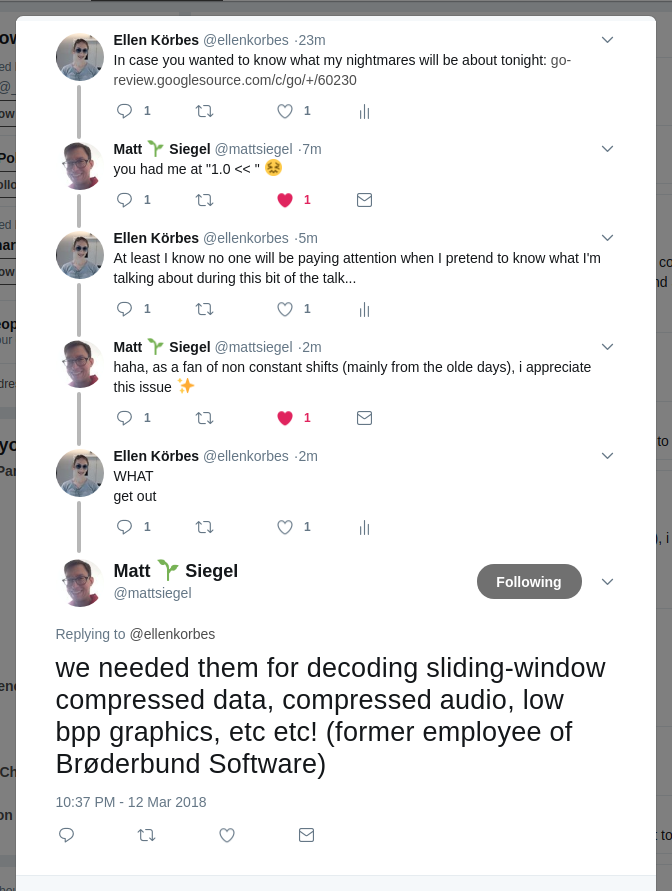 Ellen Körbes @ellenkorbes ·23m
In case you wanted to know what my nightmares will be about tonight: go-
review.googlesource.com/c/go/+/60230
1 1
Matt 🌱 Siegel @mattsiegel ·7m
you had me at "1.0 << " 😖
1 1
Ellen Körbes @ellenkorbes ·5m
At least I know no one will be paying attention when I pretend to know what I'm
talking about during this bit of the talk...
1 1
Matt 🌱 Siegel @mattsiegel ·2m
haha, as a fan of non constant shifts (mainly from the olde days), i appreciate
this issue ✨
1 1
Ellen Körbes @ellenkorbes ·2m
WHAT
get out
1 1
Matt 🌱 Siegel
@mattsiegel
Following
Replying to @ellenkorbes
we needed them for decoding sliding-window
compressed data, compressed audio, low
bpp graphics, etc etc! (former employee of
Brøderbund Software)
10:37 PM - 12 Mar 2018